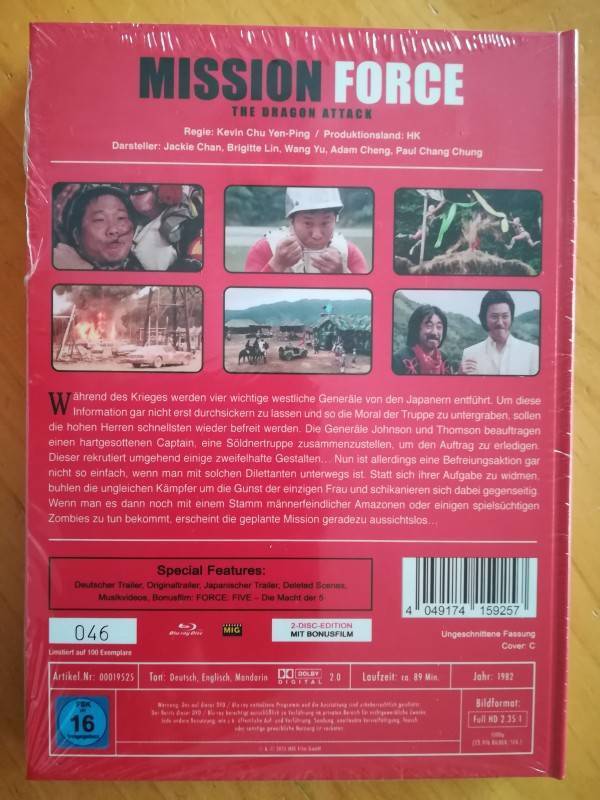 MISSION FORCE
THE DRAGON ATTACK
Regie: Kevin Chu Yen-Ping / Produktionsland: HK
Darsteller: Jackie Chan, Brigitte Lin, Wang Yu, Adam Cheng, Paul Chang Chung
Während des Krieges werden vier wichtige westliche Generäle von den Japanern entführt. Um diese
Information gar nicht erst durchsickern zu lassen und so die Moral der Truppe zu untergraben, sollen
die hohen Herren schnellsten wieder befreit werden. Die Generäle Johnson und Thomson beauftragen
einen hartgesottenen Captain, eine Söldnertruppe zusammenzustellen, um den Auftrag zu erledigen.
Dieser rekrutiert umgehend einige zweifelhafte Gestalten... Nun ist allerdings eine Befreiungsaktion gar
nicht so einfach, wenn man mit solchen Dilettanten unterwegs ist. Statt sich ihrer Aufgabe zu widmen,
buhlen die ungleichen Kämpfer um die Gunst der einzigen Frau und schikanieren sich dabei gegenseitig.
Wenn man es dann noch mit einem Stamm männerfeindlicher Amazonen oder einigen spielsüchtigen
Zombies zu tun bekommt, erscheint die geplante Mission geradezu aussichtslos...
Special Features:
Deutscher Trailer, Originaltrailer, Japanischer Trailer, Deleted Scenes,
Musikvideos, Bonusfilm: FORCE: FIVE – Die Macht der 5
4 049174 159257
046
Limitiert auf 100 Exemplare
Blu-ray Disc
MIG
2-DISC-EDITION
MIT BONUSFILM
Ungeschnittene Fassung
Cover: C
Artikel.Nr: 00019525
Ton: Deutsch, Englisch, Mandarin
DOLBY
DIGITAL 2.0
Laufzeit: ca. 89 Min.
Jahr: 1982
FSK
ab
16
freigegeben
Bildformat:
Full HD 2.35:1
1080p